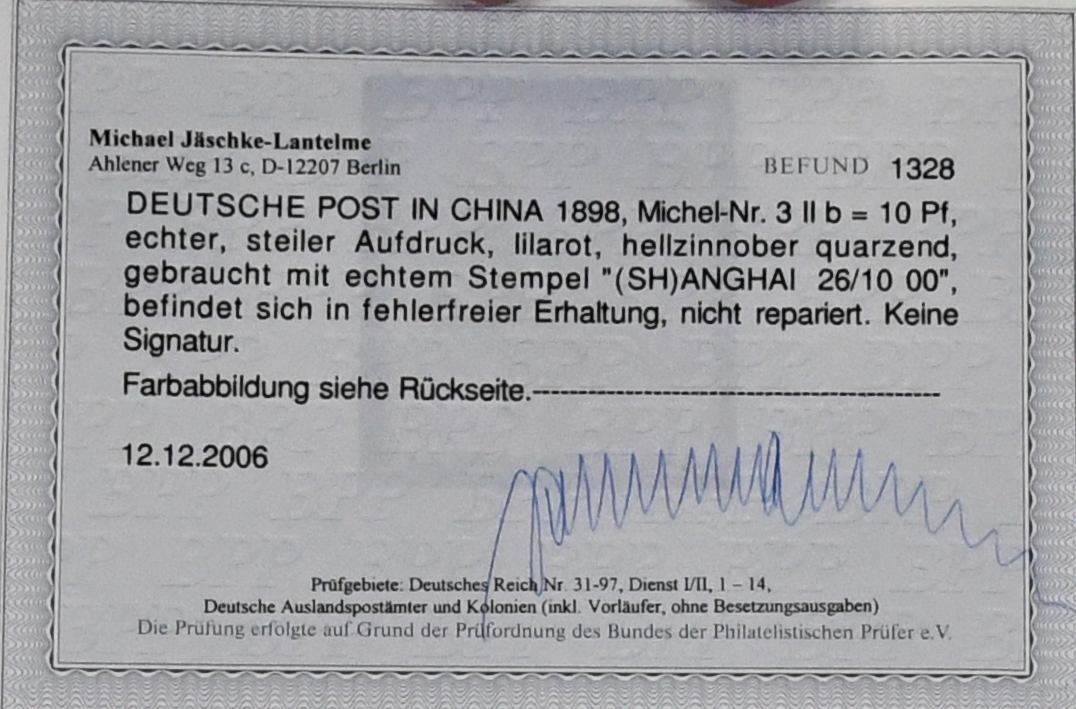 Michael Jäschke-Lantelme
Ahlener Weg 13 c, D-12207 Berlin
BEFUND 1328
DEUTSCHE POST IN CHINA 1898, Michel-Nr. 3 II b = 10 Pf,
echter, steiler Aufdruck, lilarot, hellzinnober quarzend,
gebraucht mit echtem Stempel "(SH)ANGHAI 26/10 00",
befindet sich in fehlerfreier Erhaltung, nicht repariert. Keine
Signatur.
Farbabbildung siehe Rückseite.-----------------------------------------------
12.12.2006
Prüfgebiete: Deutsches Reich Nr. 31-97, Dienst I/II, 1 – 14,
Deutsche Auslandspostämter und Kolonien (inkl. Vorläufer, ohne Besetzungsausgaben)
Die Prüfung erfolgte auf Grund der Prüfordnung des Bundes der Philatelistischen Prüfer e.V.